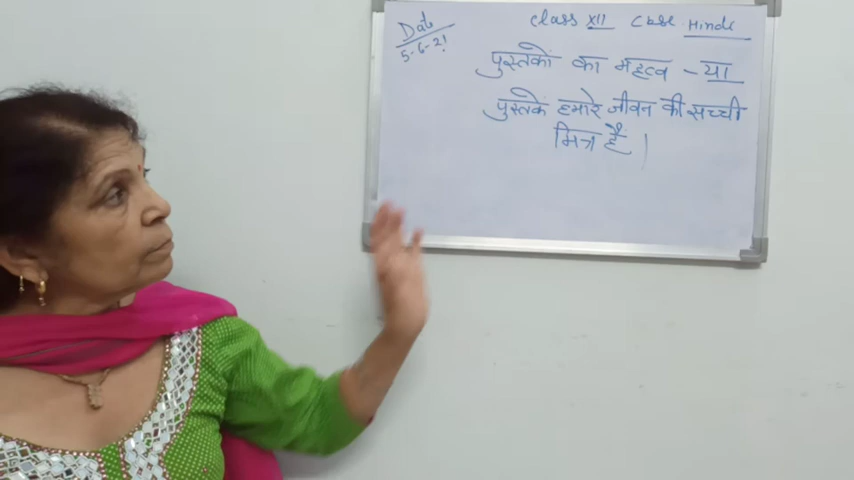 Date
5-6-21
Class XII CBSE Hindi
पुस्तकों का महत्व - या
पुस्तकें हमारे जीवन की सच्ची
मित्र हैं।